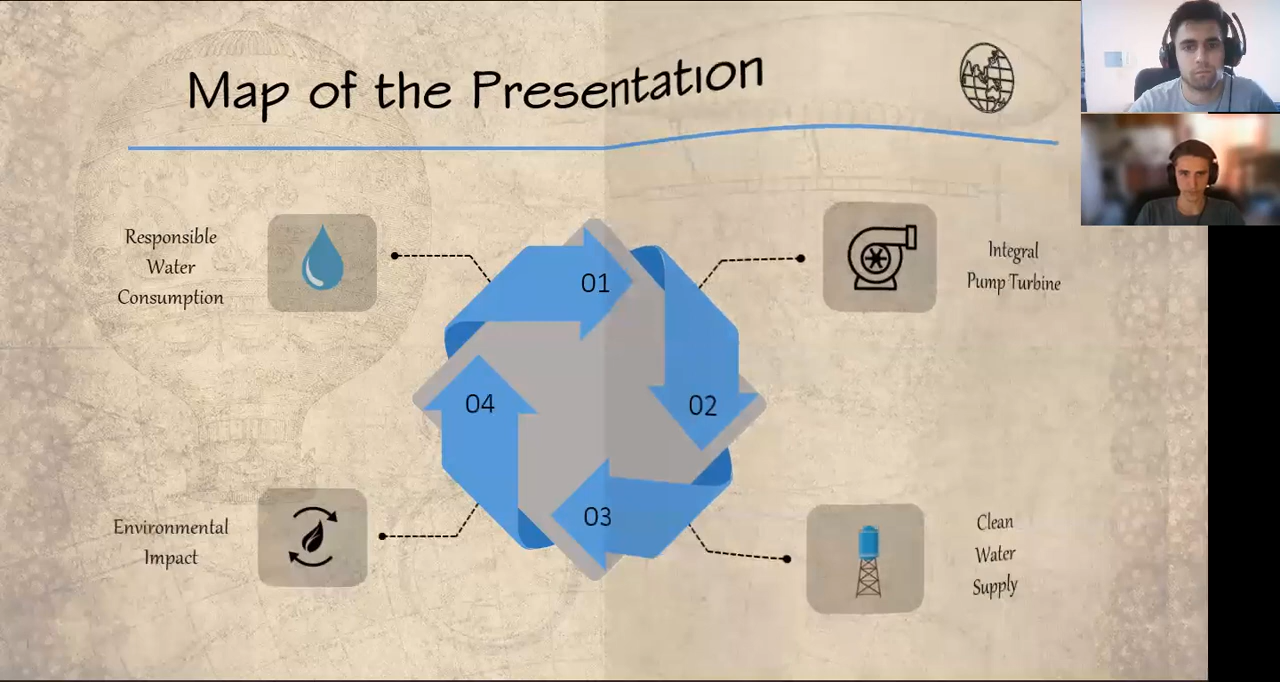 Map of the Presentation
Responsible
Water
Consumption
01
Integral
Pump Turbine
04
02
03
Environmental
Impact
Clean
Water
Supply